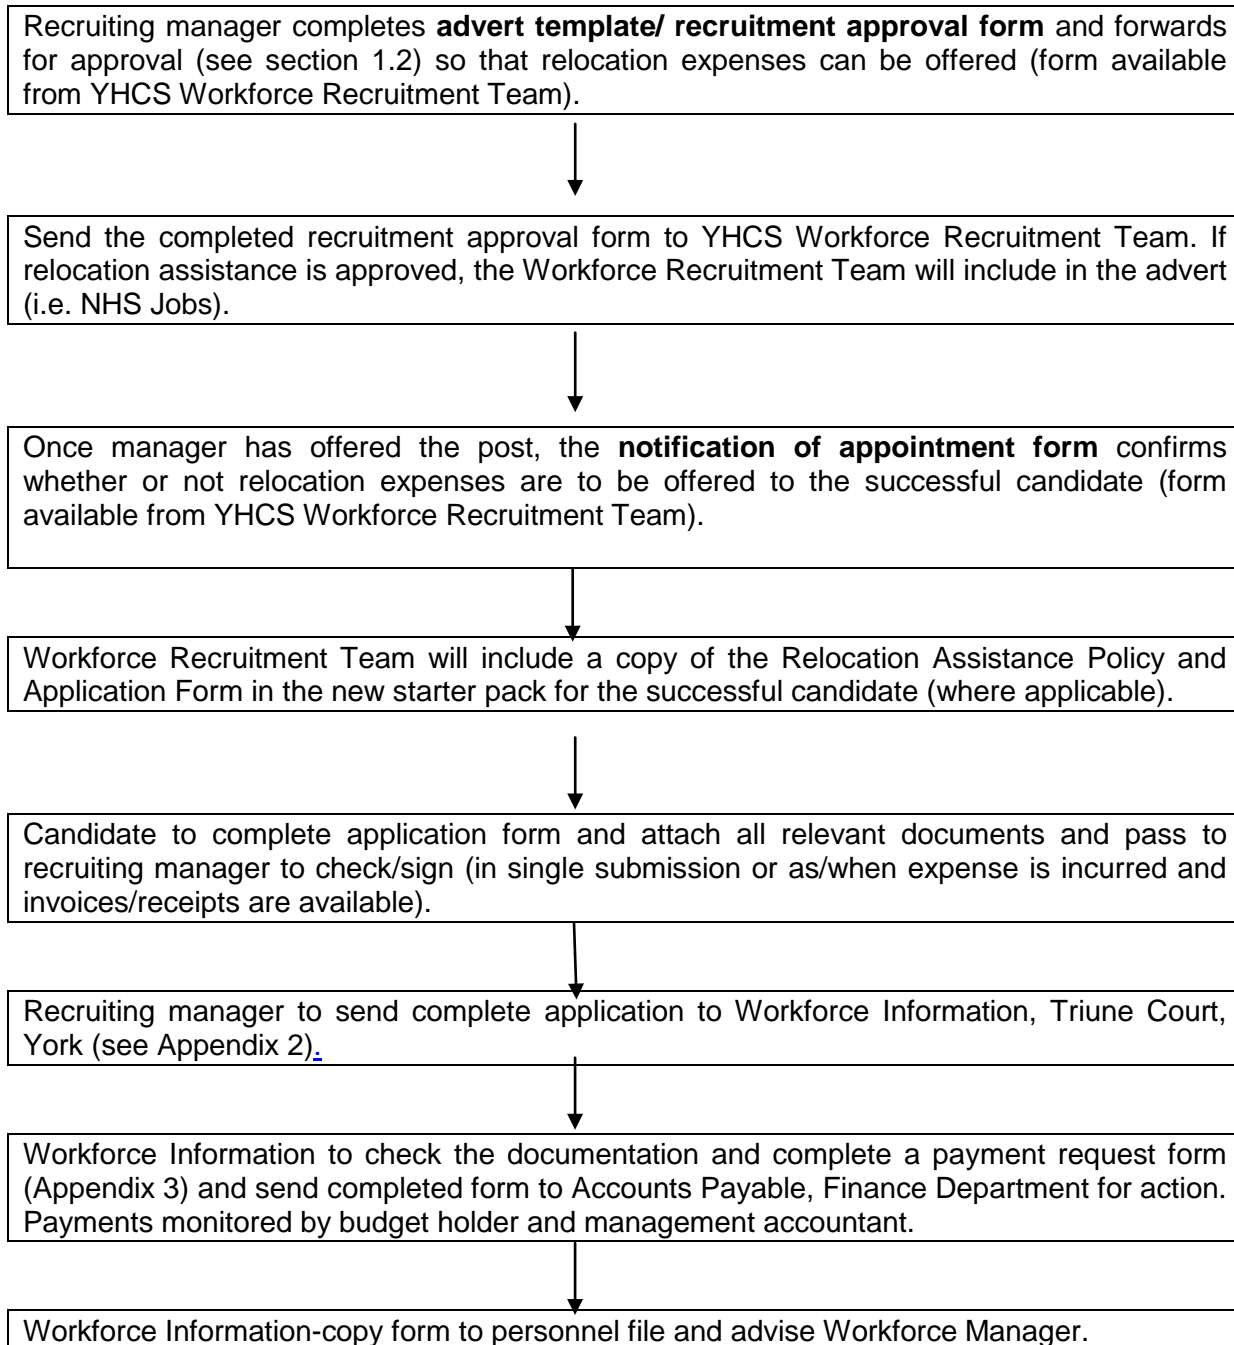 Recruiting manager completes advert template/ recruitment approval form and forwards
for approval (see section 1.2) so that relocation expenses can be offered (form available
from YHCS Workforce Recruitment Team).
Send the completed recruitment approval form to YHCS Workforce Recruitment Team. If
relocation assistance is approved, the Workforce Recruitment Team will include in the advert
(i.e. NHS Jobs).
Once manager has offered the post, the notification of appointment form confirms
whether or not relocation expenses are to be offered to the successful candidate (form
available from YHCS Workforce Recruitment Team).
Workforce Recruitment Team will include a copy of the Relocation Assistance Policy and
Application Form in the new starter pack for the successful candidate (where applicable).
Candidate to complete application form and attach all relevant documents and pass to
recruiting manager to check/sign (in single submission or as/when expense is incurred and
invoices/receipts are available).
Recruiting manager to send complete application to Workforce Information, Triune Court,
York (see Appendix 2).
Workforce Information to check the documentation and complete a payment request form
(Appendix 3) and send completed form to Accounts Payable, Finance Department for action.
Payments monitored by budget holder and management accountant.
Workforce Information-copy form to personnel file and advise Workforce Manager.